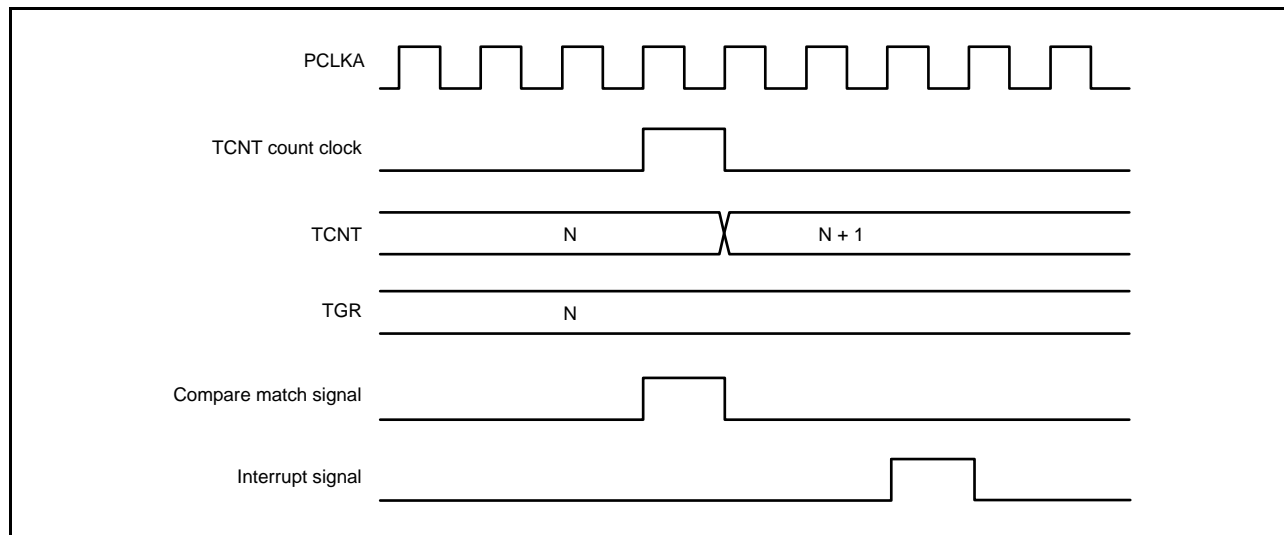 PCLKA
TCNT count clock
TCNT
N
N + 1
TGR
N
Compare match signal
Interrupt signal